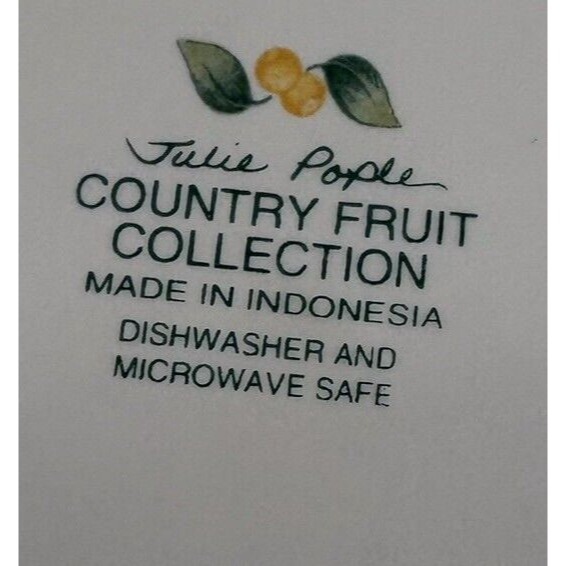 Julie Pople
COUNTRY FRUIT
COLLECTION
MADE IN INDONESIA
DISHWASHER AND
MICROWAVE SAFE